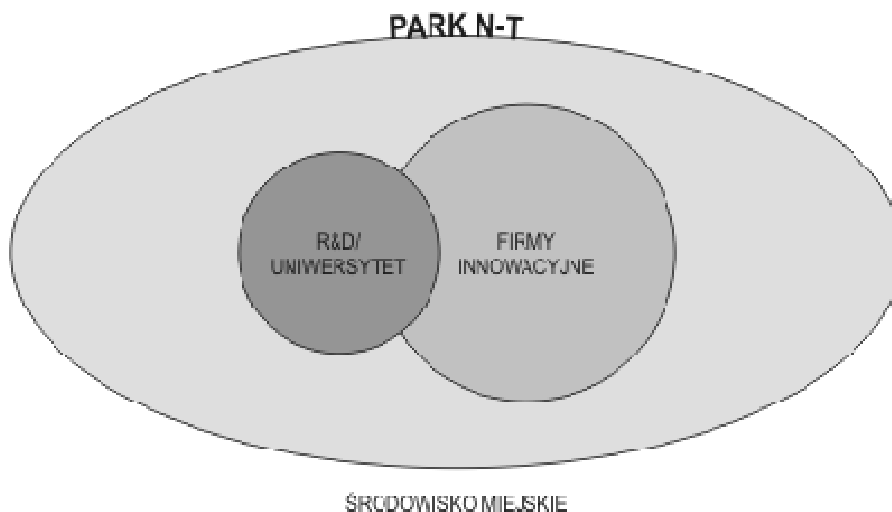 PARK N-T
R&D/
UNIWERSYTET
FIRMY
INNOWACYJNE
ŚRODOWISKO MIEJSKIE